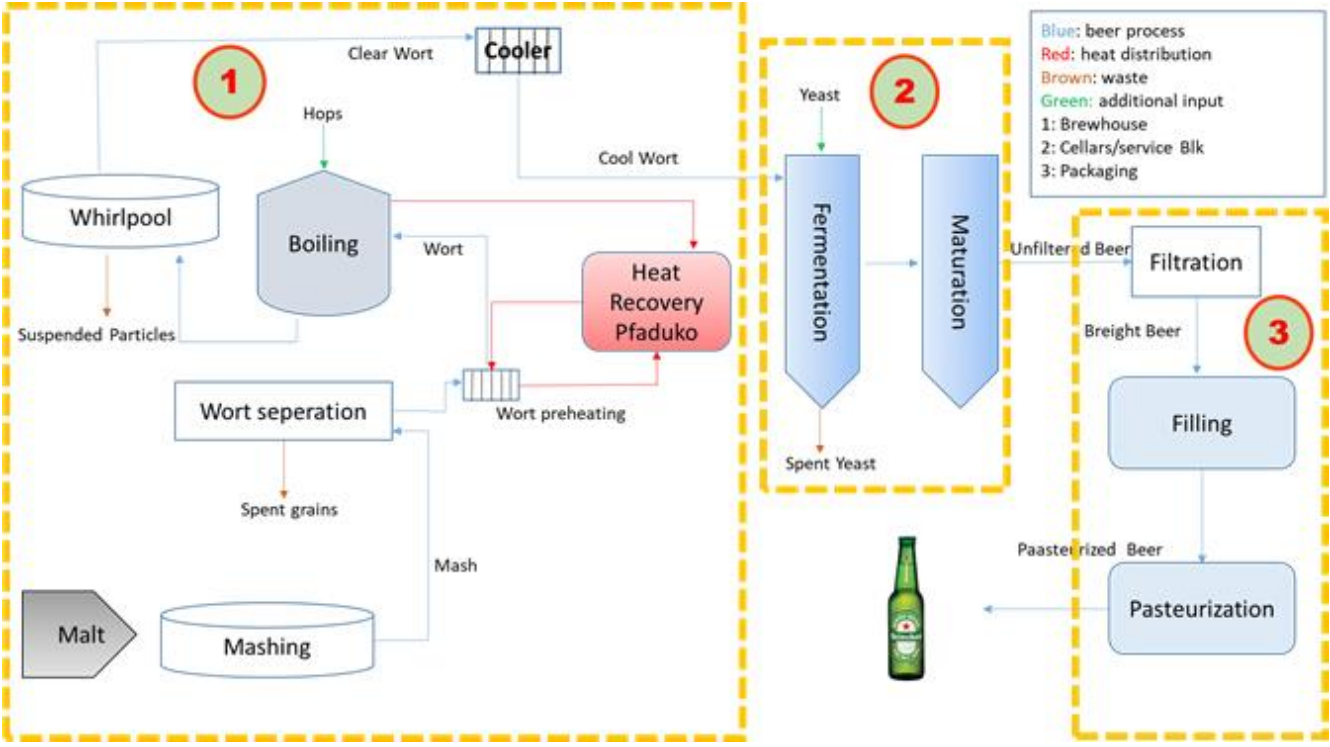 1
Clear Wort
Cooler
Hops
Cool Wort
Whirlpool
Boiling
Wort
Heat
Recovery
Pfaduko
Suspended Particles
Wort seperation
Wort preheating
Spent grains
Mash
Malt
Mashing
2
Yeast
Fermentation
Maturation
Spent Yeast
Blue: beer process
Red: heat distribution
Brown: waste
Green: additional input
1: Brewhouse
2: Cellars/service Blk
3: Packaging
Unfiltered Beer
Filtration
Breight Beer
3
Filling
Paasteurized Beer
Pasteurization
Heineken